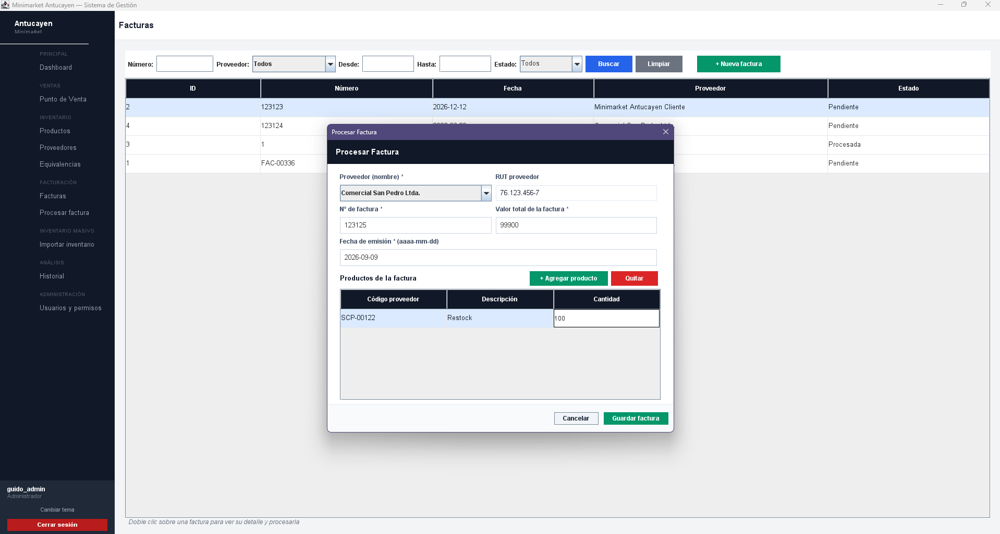 Minimarket Antucayen — Sistema de Gestión
Antucayen
Minimarket
PRINCIPAL
Dashboard
VENTAS
Punto de Venta
INVENTARIO
Productos
Proveedores
Equivalencias
FACTURACIÓN
Facturas
Procesar factura
INVENTARIO MASIVO
Importar inventario
ANÁLISIS
Historial
ADMINISTRACIÓN
Usuarios y permisos
guido_admin
Administrador
Cambiar tema
Cerrar sesión
Facturas
Número: Proveedor: Todos Desde: Hasta: Estado: Todos Buscar Limpiar + Nueva factura
ID Número Fecha Proveedor Estado
2 123123 2026-12-12 Minimarket Antucayen Cliente Pendiente
4 123124 Pendiente
3 1 Procesada
1 FAC-00336 Pendiente
Procesar Factura
Procesar Factura
Proveedor (nombre) * RUT proveedor
Comercial San Pedro Ltda. 76.123.456-7
N° de factura * Valor total de la factura *
123125 99900
Fecha de emisión * (aaaa-mm-dd)
2026-09-09
Productos de la factura + Agregar producto Quitar
Código proveedor Descripción Cantidad
SCP-00122 Restock 100
Cancelar Guardar factura
Doble clic sobre una factura para ver su detalle y procesarla